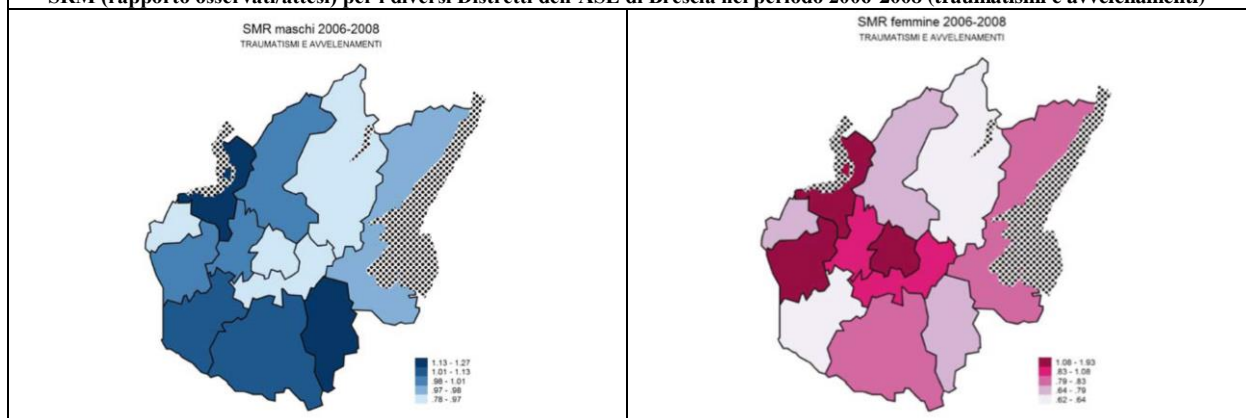 SRM (rapporto osservati/attesi) per i diversi Distretti dell'ASL di Brescia nel periodo 2006-2008 (traumatismi e avvelenamenti)
SMR maschi 2006-2008
TRAUMATISMI E AVVELENAMENTI
1.13 - 1.27
1.01 - 1.13
.98 - 1.01
.97 - .98
.78 - .97
SMR femmine 2006-2008
TRAUMATISMI E AVVELENAMENTI
1.08 - 1.93
.83 - 1.08
.79 - .83
.64 - .79
.62 - .64